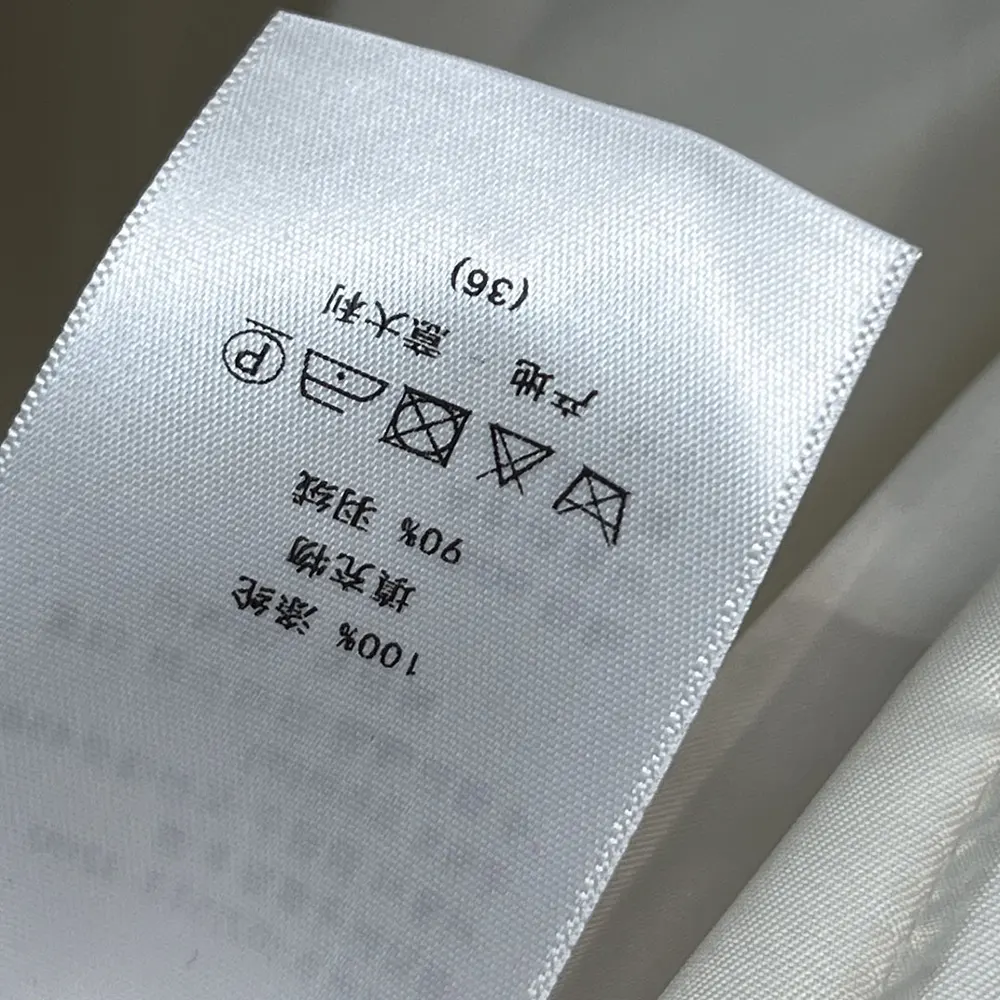 100% 涤纶
填充物
90% 羽绒
P
产地 意大利
(36)